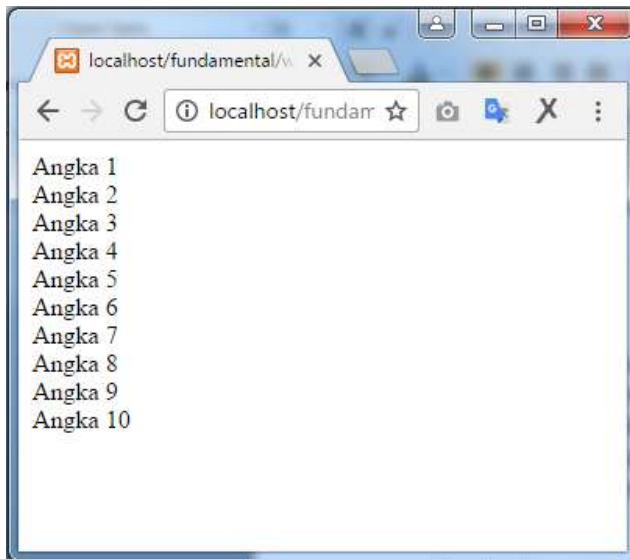 localhost/fundamental/w
localhost/fundam
Angka 1
Angka 2
Angka 3
Angka 4
Angka 5
Angka 6
Angka 7
Angka 8
Angka 9
Angka 10